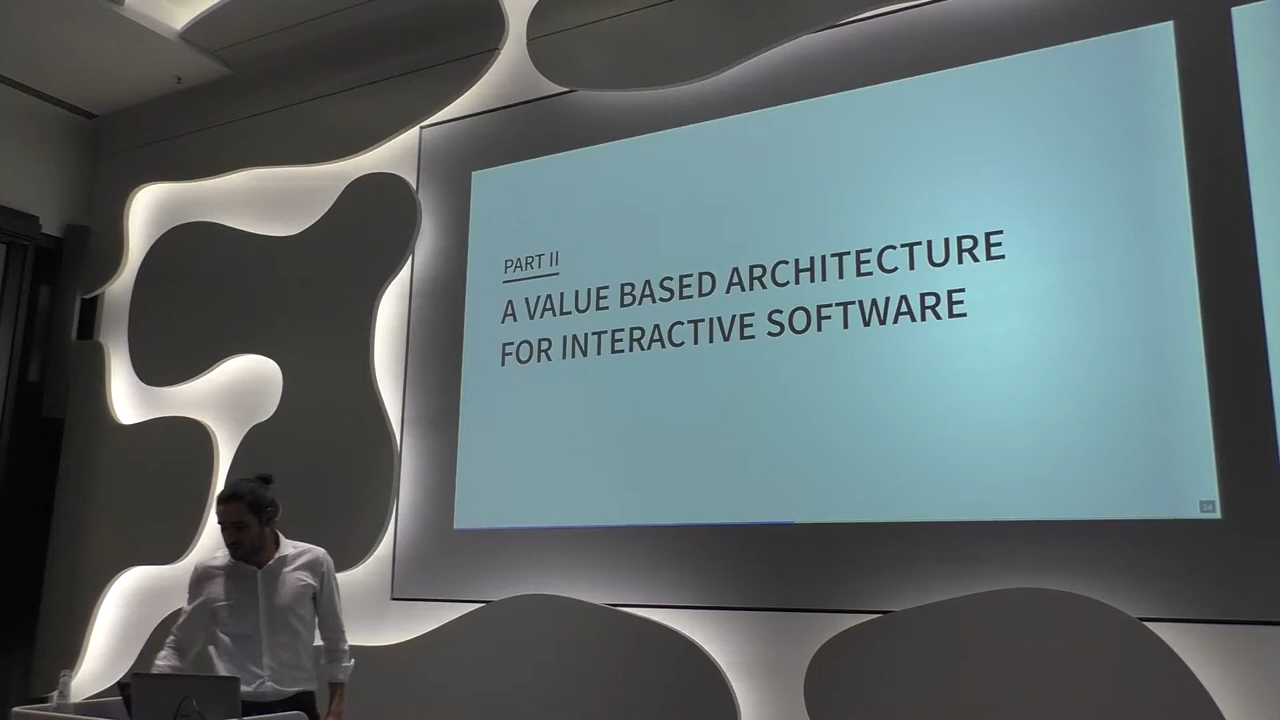 PART II
A VALUE BASED ARCHITECTURE
FOR INTERACTIVE SOFTWARE